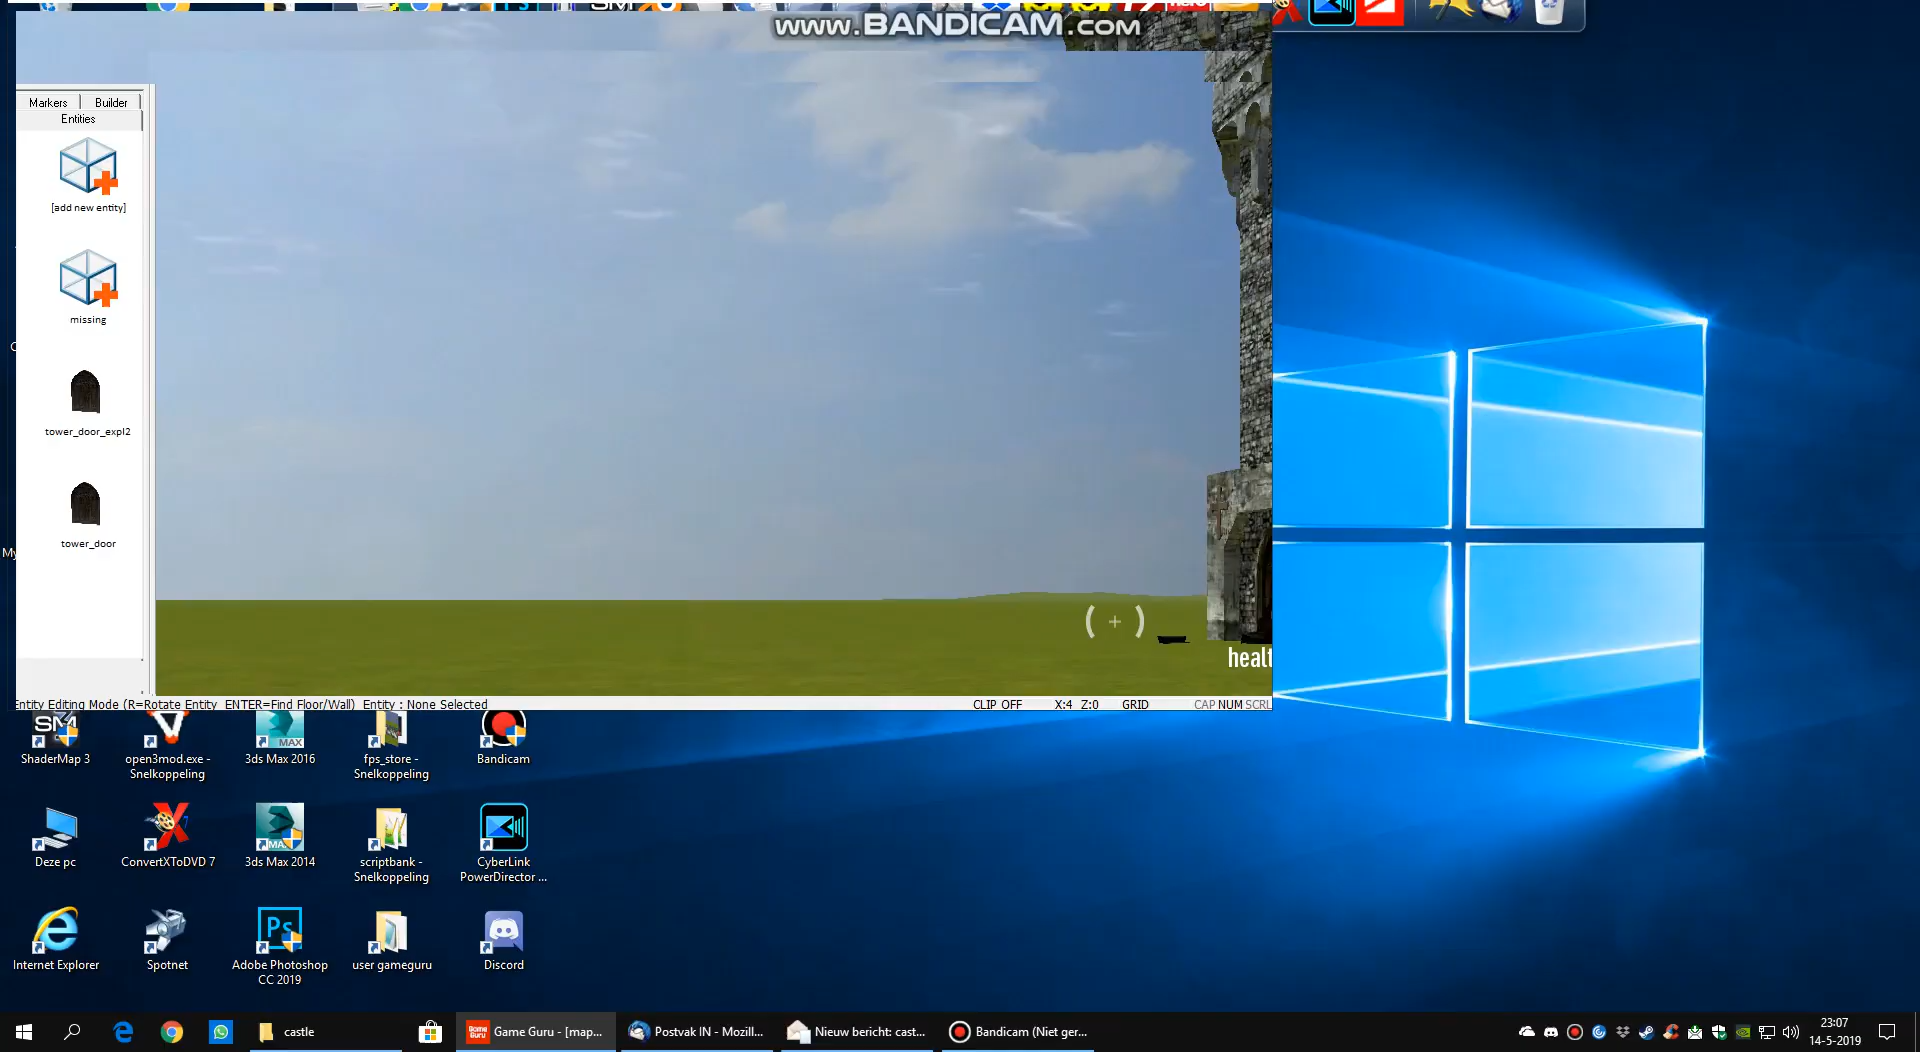 www.BANDICAM.com
Markers
Builder
Entities
[add new entity]
missing
tower_door_expl2
tower_door
My
healt
Entity Editing Mode (R=Rotate Entity ENTER=Find Floor/Wall) Entity : None Selected
CLIP OFF
X:4 Z:0
GRID
CAP NUM SCRL
SM
MAX
ShaderMap 3
open3mod.exe -
Snelkoppeling
3ds Max 2016
fps_store -
Snelkoppeling
Bandicam
Deze pc
ConvertXToDVD 7
3ds Max 2014
scriptbank -
Snelkoppeling
CyberLink
PowerDirector ...
Ps
Internet Explorer
Spotnet
Adobe Photoshop
CC 2019
user gameguru
Discord
castle
Game Guru - [map...
Postvak IN - Mozill...
Nieuw bericht: cast...
Bandicam (Niet ger...
23:07
14-5-2019